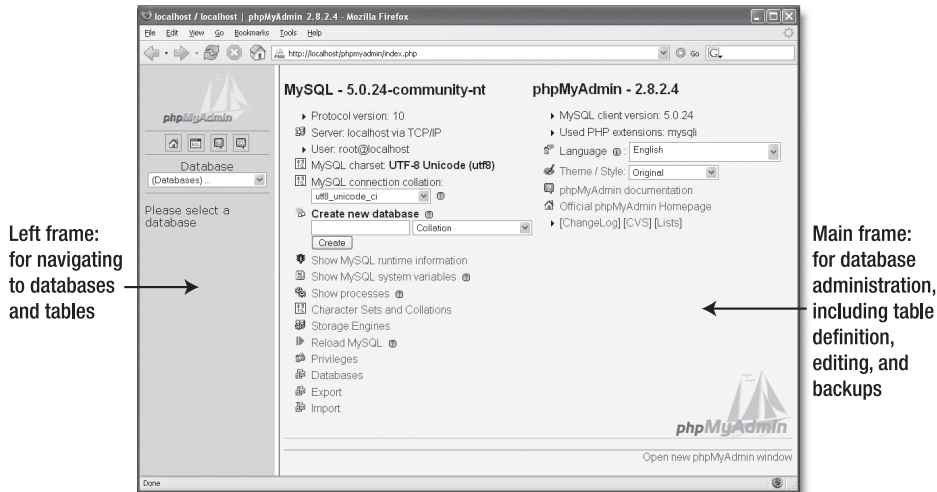 localhost / localhost | phpMyAdmin 2.8.2.4 - Mozilla Firefox
File Edit View Go Bookmarks Tools Help
http://localhost/phpmyadmin/index.php
Go
G
phpMyAdmin
Database
(Databases) ...
Please select a
database
MySQL - 5.0.24-community-nt
Protocol version: 10
Server: localhost via TCP/IP
User: root@localhost
MySQL charset: UTF-8 Unicode (utf8)
MySQL connection collation:
utf8_unicode_ci
Create new database
Collation
Create
Show MySQL runtime information
Show MySQL system variables
Show processes
Character Sets and Collations
Storage Engines
Reload MySQL
Privileges
Databases
Export
Import
phpMyAdmin - 2.8.2.4
MySQL client version: 5.0.24
Used PHP extensions: mysqli
Language : English
Theme / Style: Original
phpMyAdmin documentation
Official phpMyAdmin Homepage
[ChangeLog] [CVS] [Lists]
phpMyAdmin
Open new phpMyAdmin window
Done
Left frame:
for navigating
to databases
and tables
Main frame:
for database
administration,
including table
definition,
editing, and
backups